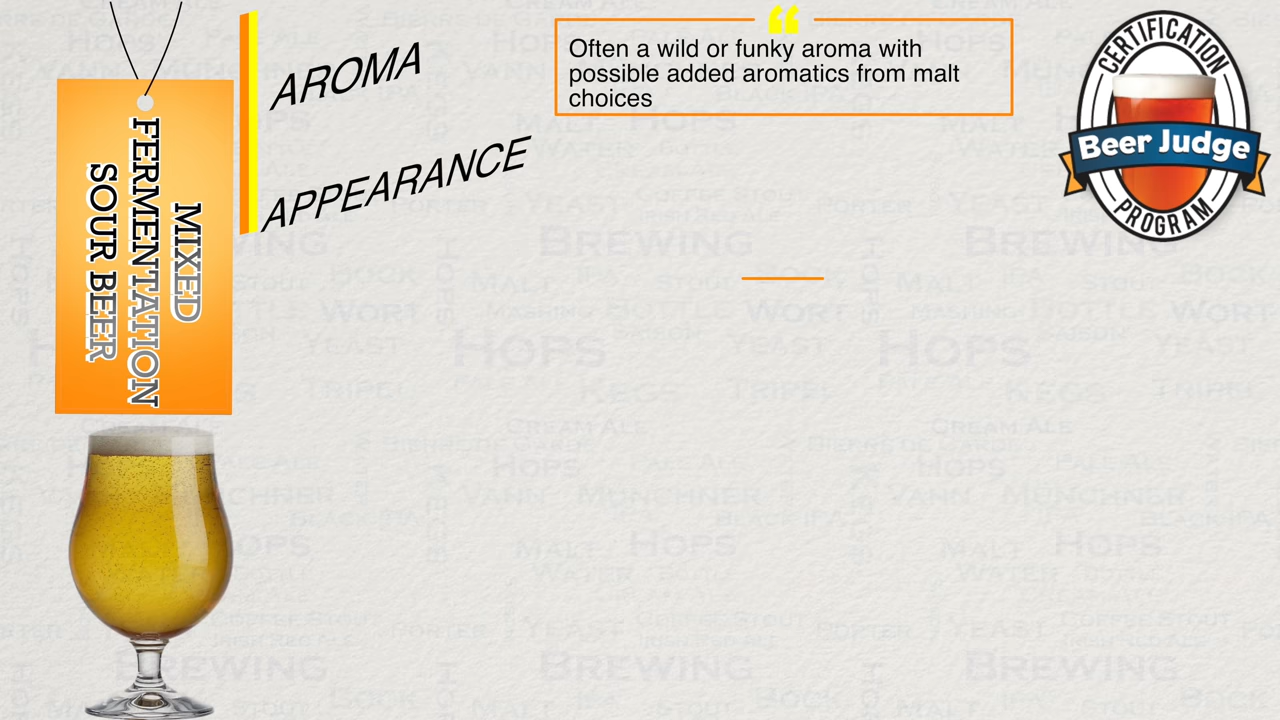 MIXED
FERMENTATION
SOUR BEER
AROMA
APPEARANCE
“
Often a wild or funky aroma with
possible added aromatics from malt
choices
CERTIFICATION
Beer Judge
PROGRAM